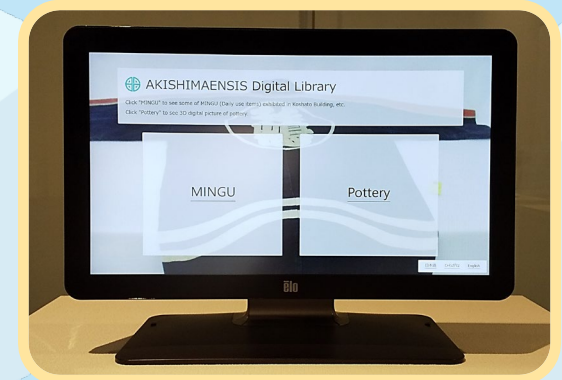 AKISHIMAENSIS Digital Library
Click "MINGU" to see some of MINGU (Daily use items) exhibited in Komato Building, etc.
Click "Pottery" to see 3D digital picture of pottery.
MINGU
Pottery
English
elo